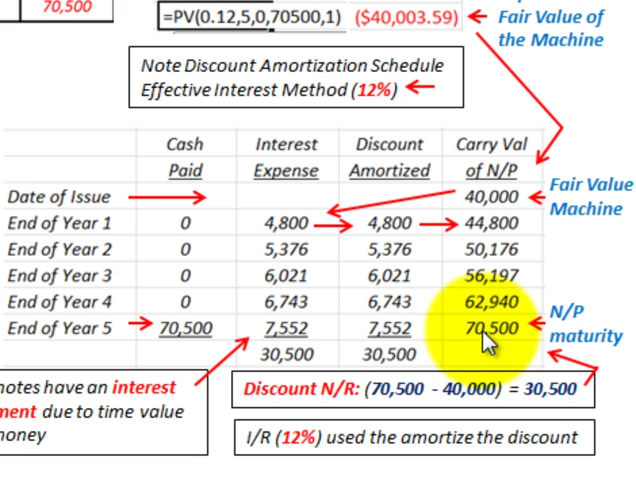 70,500
=PV(0.12,5,0,70500,1) ($40,003.59)
Fair Value of
the Machine
Note Discount Amortization Schedule
Effective Interest Method (12%)
Cash Interest Discount Carry Val
Paid Expense Amortized of N/P
Date of Issue 40,000
Fair Value
Machine
End of Year 1 0 4,800 4,800 44,800
End of Year 2 0 5,376 5,376 50,176
End of Year 3 0 6,021 6,021 56,197
End of Year 4 0 6,743 6,743 62,940
End of Year 5 70,500 7,552 7,552 70,500
N/P
maturity
30,500 30,500
notes have an interest
ment due to time value
noney
Discount N/R: (70,500 - 40,000) = 30,500
I/R (12%) used the amortize the discount